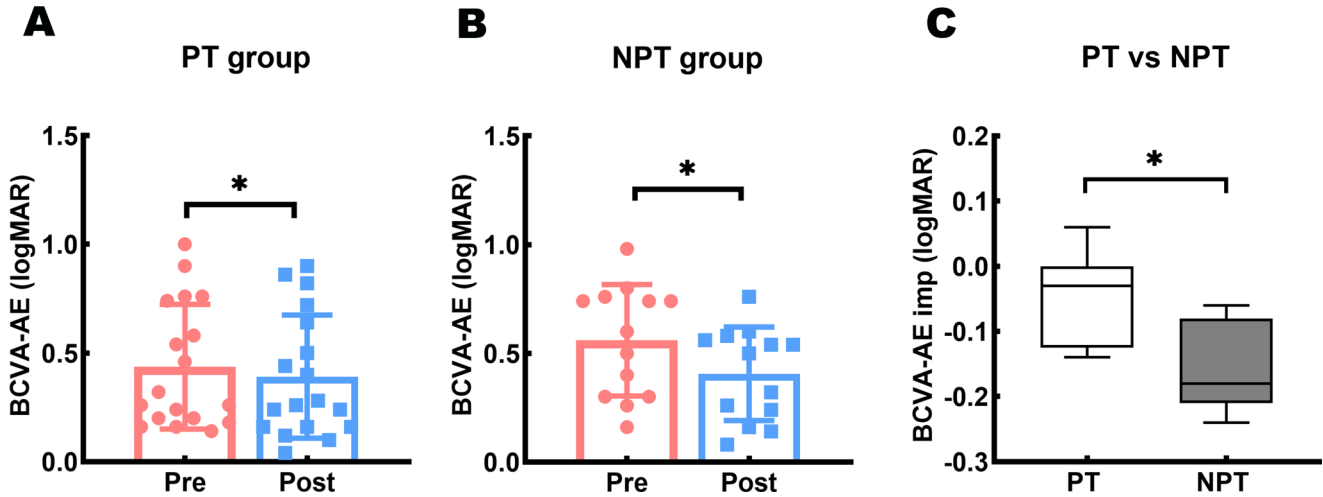 A
PT group
BCVA-AE (logMAR)
1.5
1.0
0.5
0.0
*
Pre
Post
B
NPT group
BCVA-AE (logMAR)
1.5
1.0
0.5
0.0
*
Pre
Post
C
PT vs NPT
BCVA-AE imp (logMAR)
0.2
0.1
0.0
-0.1
-0.2
-0.3
*
PT
NPT